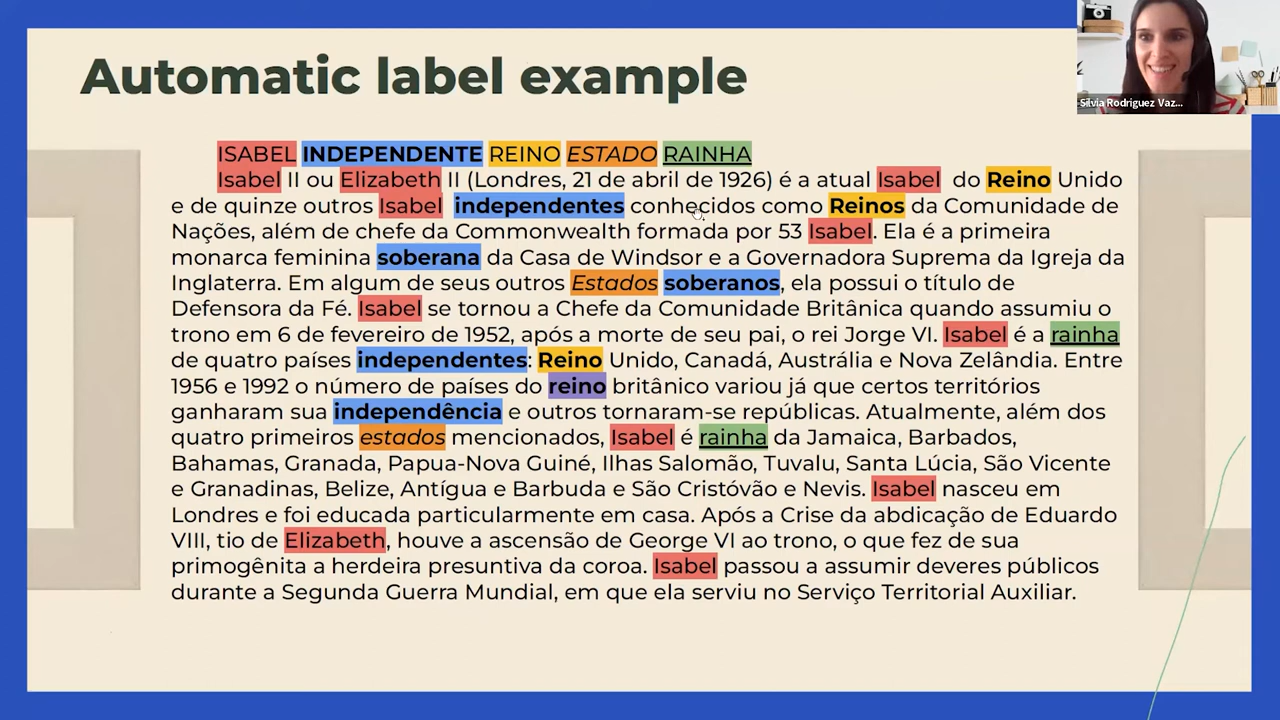 Automatic label example
Silvia Rodriguez Vaz...
ISABEL INDEPENDENTE REINO ESTADO RAINHA
Isabel II ou Elizabeth II (Londres, 21 de abril de 1926) é a atual Isabel do Reino Unido
e de quinze outros Isabel independentes conhecidos como Reinos da Comunidade de
Nações, além de chefe da Commonwealth formada por 53 Isabel. Ela é a primeira
monarca feminina soberana da Casa de Windsor e a Governadora Suprema da Igreja da
Inglaterra. Em algum de seus outros Estados soberanos, ela possui o título de
Defensora da Fé. Isabel se tornou a Chefe da Comunidade Britânica quando assumiu o
trono em 6 de fevereiro de 1952, após a morte de seu pai, o rei Jorge VI. Isabel é a rainha
de quatro países independentes: Reino Unido, Canadá, Austrália e Nova Zelândia. Entre
1956 e 1992 o número de países do reino britânico variou já que certos territórios
ganharam sua independência e outros tornaram-se repúblicas. Atualmente, além dos
quatro primeiros estados mencionados, Isabel é rainha da Jamaica, Barbados,
Bahamas, Granada, Papua-Nova Guiné, Ilhas Salomão, Tuvalu, Santa Lúcia, São Vicente
e Granadinas, Belize, Antígua e Barbuda e São Cristóvão e Nevis. Isabel nasceu em
Londres e foi educada particularmente em casa. Após a Crise da abdicação de Eduardo
VIII, tio de Elizabeth, houve a ascensão de George VI ao trono, o que fez de sua
primogênita a herdeira presuntiva da coroa. Isabel passou a assumir deveres públicos
durante a Segunda Guerra Mundial, em que ela serviu no Serviço Territorial Auxiliar.